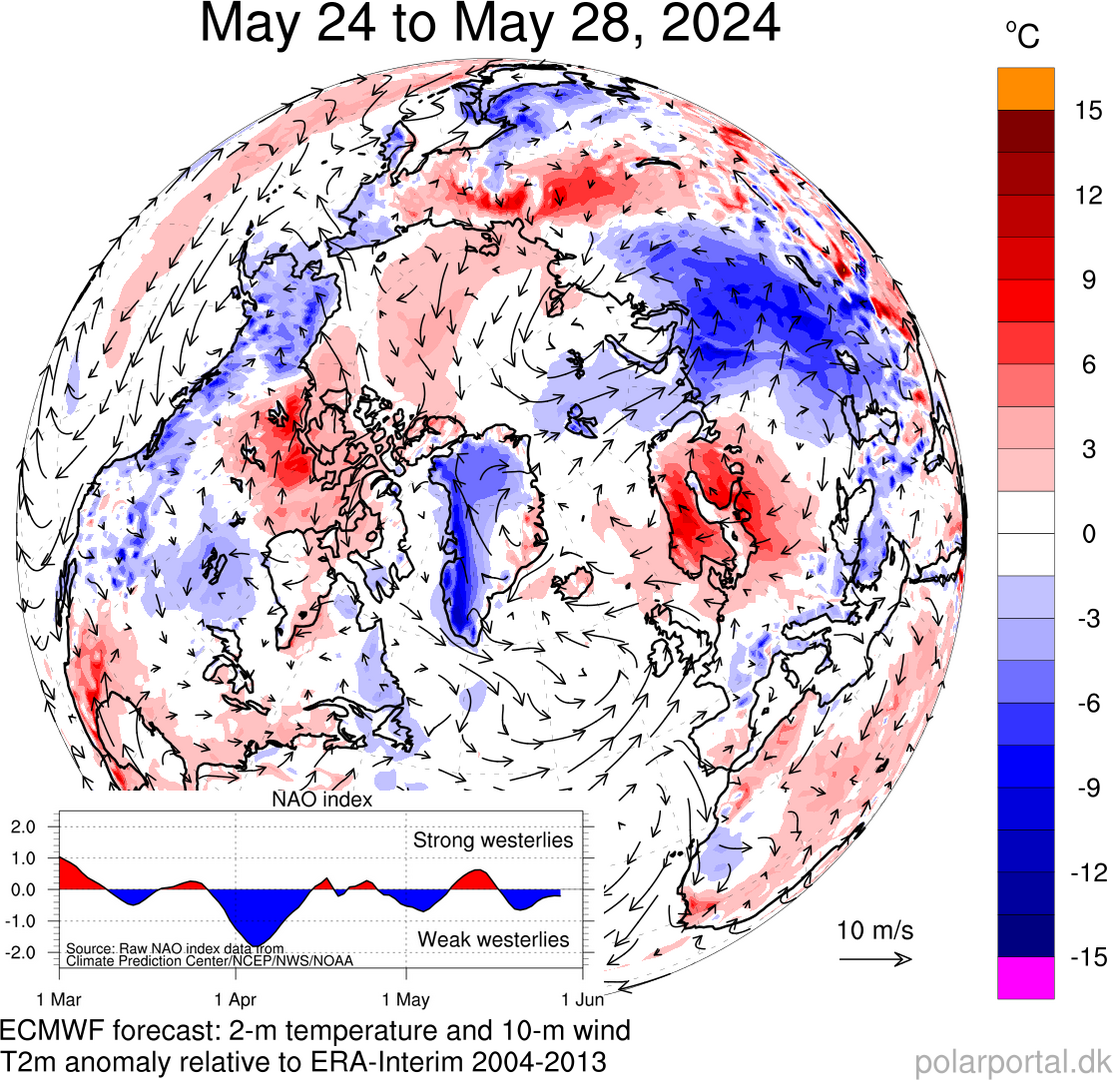 May 24 to May 28, 2024
oC
15
12
9
6
3
0
-3
-6
-9
-12
-15
10 m/s
NAO index
2.0
1.0
0.0
-1.0
-2.0
Strong westerlies
Weak westerlies
Source: Raw NAO index data from
Climate Prediction Center/NCEP/NWS/NOAA
1 Mar 1 Apr 1 May 1 Jun
ECMWF forecast: 2-m temperature and 10-m wind
T2m anomaly relative to ERA-Interim 2004-2013
polarportal.dk